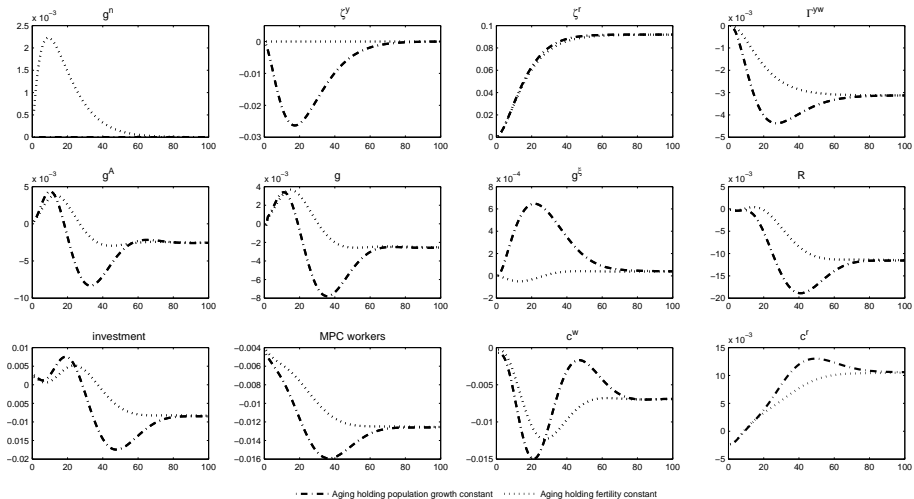 x 10⁻³
gⁿ
ζʸ
ζʳ
x 10⁻³
Γʸʷ
2.5
2
1.5
1
0.5
0
0
−0.01
−0.02
−0.03
0.1
0.08
0.06
0.04
0.02
0
0
−1
−2
−3
−4
−5
0 20 40 60 80 100
0 20 40 60 80 100
0 20 40 60 80 100
0 20 40 60 80 100
x 10⁻³
gᴬ
x 10⁻³
g
x 10⁻⁴
g^ξ
x 10⁻³
R
5
0
−5
−10
4
2
0
−2
−4
−6
−8
8
6
4
2
0
−2
5
0
−5
−10
−15
−20
0 20 40 60 80 100
0 20 40 60 80 100
0 20 40 60 80 100
0 20 40 60 80 100
investment
MPC workers
cʷ
x 10⁻³
cʳ
0.01
0.005
0
−0.005
−0.01
−0.015
−0.02
−0.004
−0.006
−0.008
−0.01
−0.012
−0.014
−0.016
0
−0.005
−0.01
−0.015
15
10
5
0
−5
0 20 40 60 80 100
0 20 40 60 80 100
0 20 40 60 80 100
0 20 40 60 80 100
Aging holding population growth constant
Aging holding fertility constant